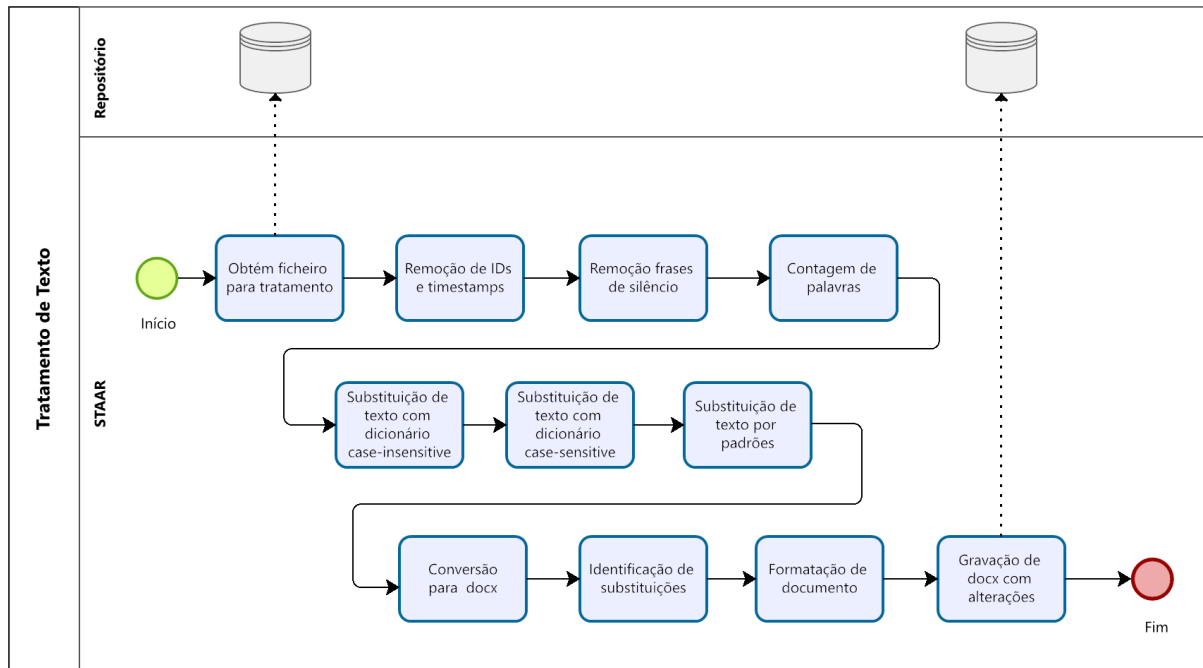 Tratamento de Texto
Repositório
STAAR
Início
Obtém ficheiro
para tratamento
Remoção de IDs
e timestamps
Remoção frases
de silêncio
Contagem de
palavras
Substituição de
texto com
dicionário
case-insensitive
Substituição de
texto com
dicionário
case-sensitive
Substituição de
texto por
padrões
Conversão
para docx
Identificação de
substituições
Formatação de
documento
Gravação de
docx com
alterações
Fim